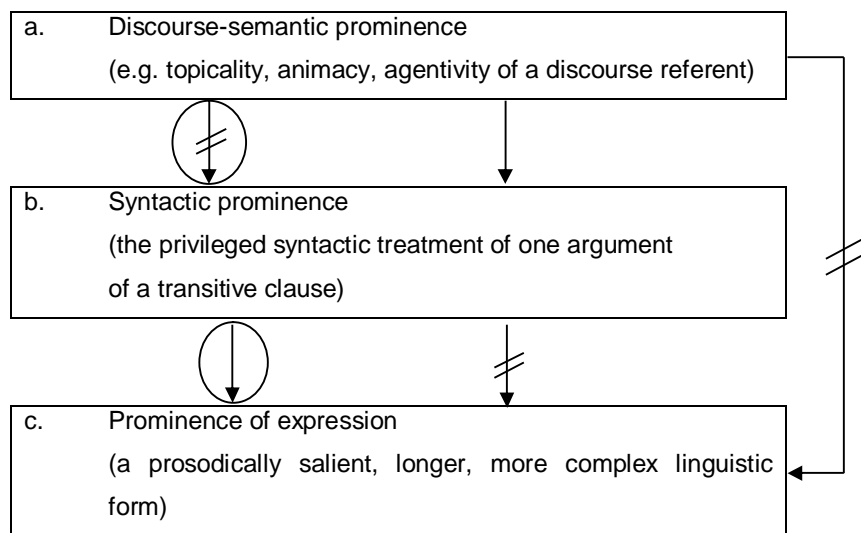 a. Discourse-semantic prominence
(e.g. topicality, animacy, agentivity of a discourse referent)
b. Syntactic prominence
(the privileged syntactic treatment of one argument
of a transitive clause)
c. Prominence of expression
(a prosodically salient, longer, more complex linguistic
form)